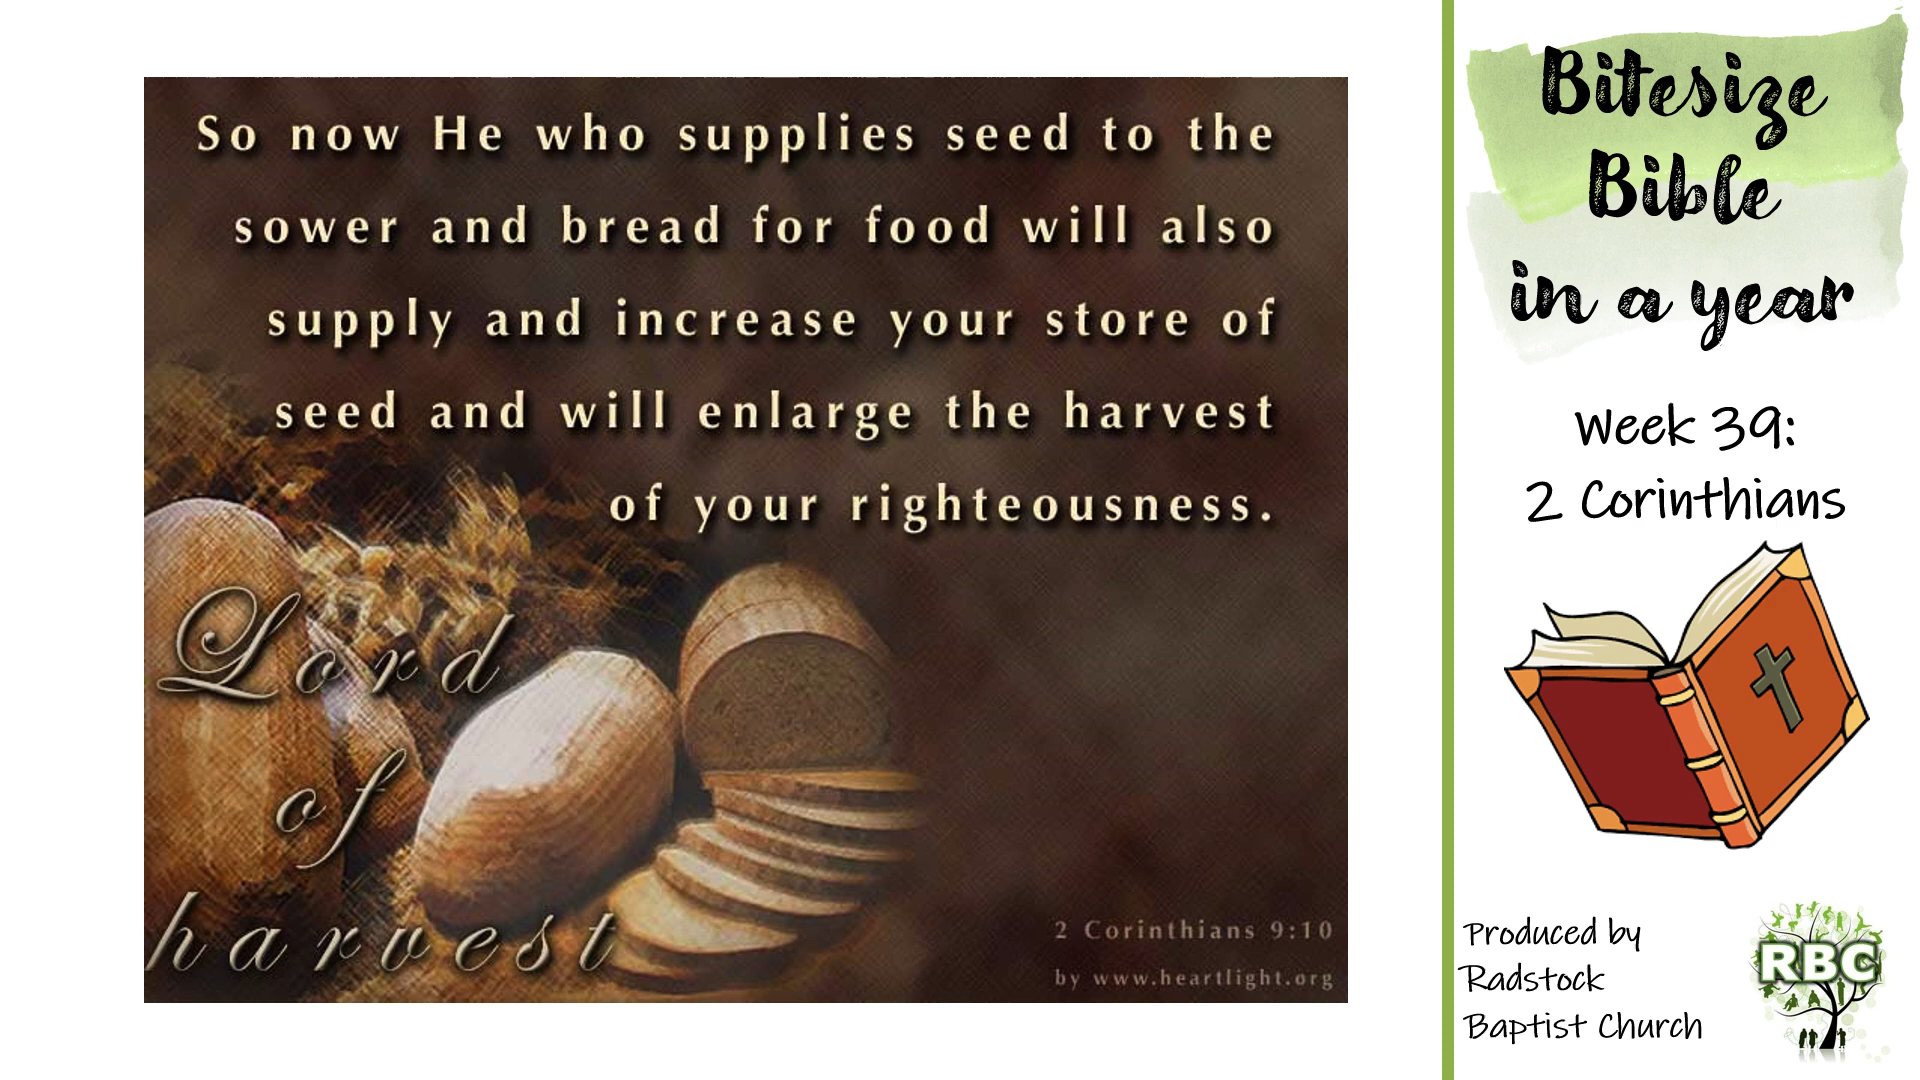 So now He who supplies seed to the
sower and bread for food will also
supply and increase your store of
seed and will enlarge the harvest
of your righteousness.
Lord
of
harvest
2 Corinthians 9:10
by www.heartlight.org
Bitesize
Bible
in a year
Week 39:
2 Corinthians
Produced by
Radstock
Baptist Church
RBC